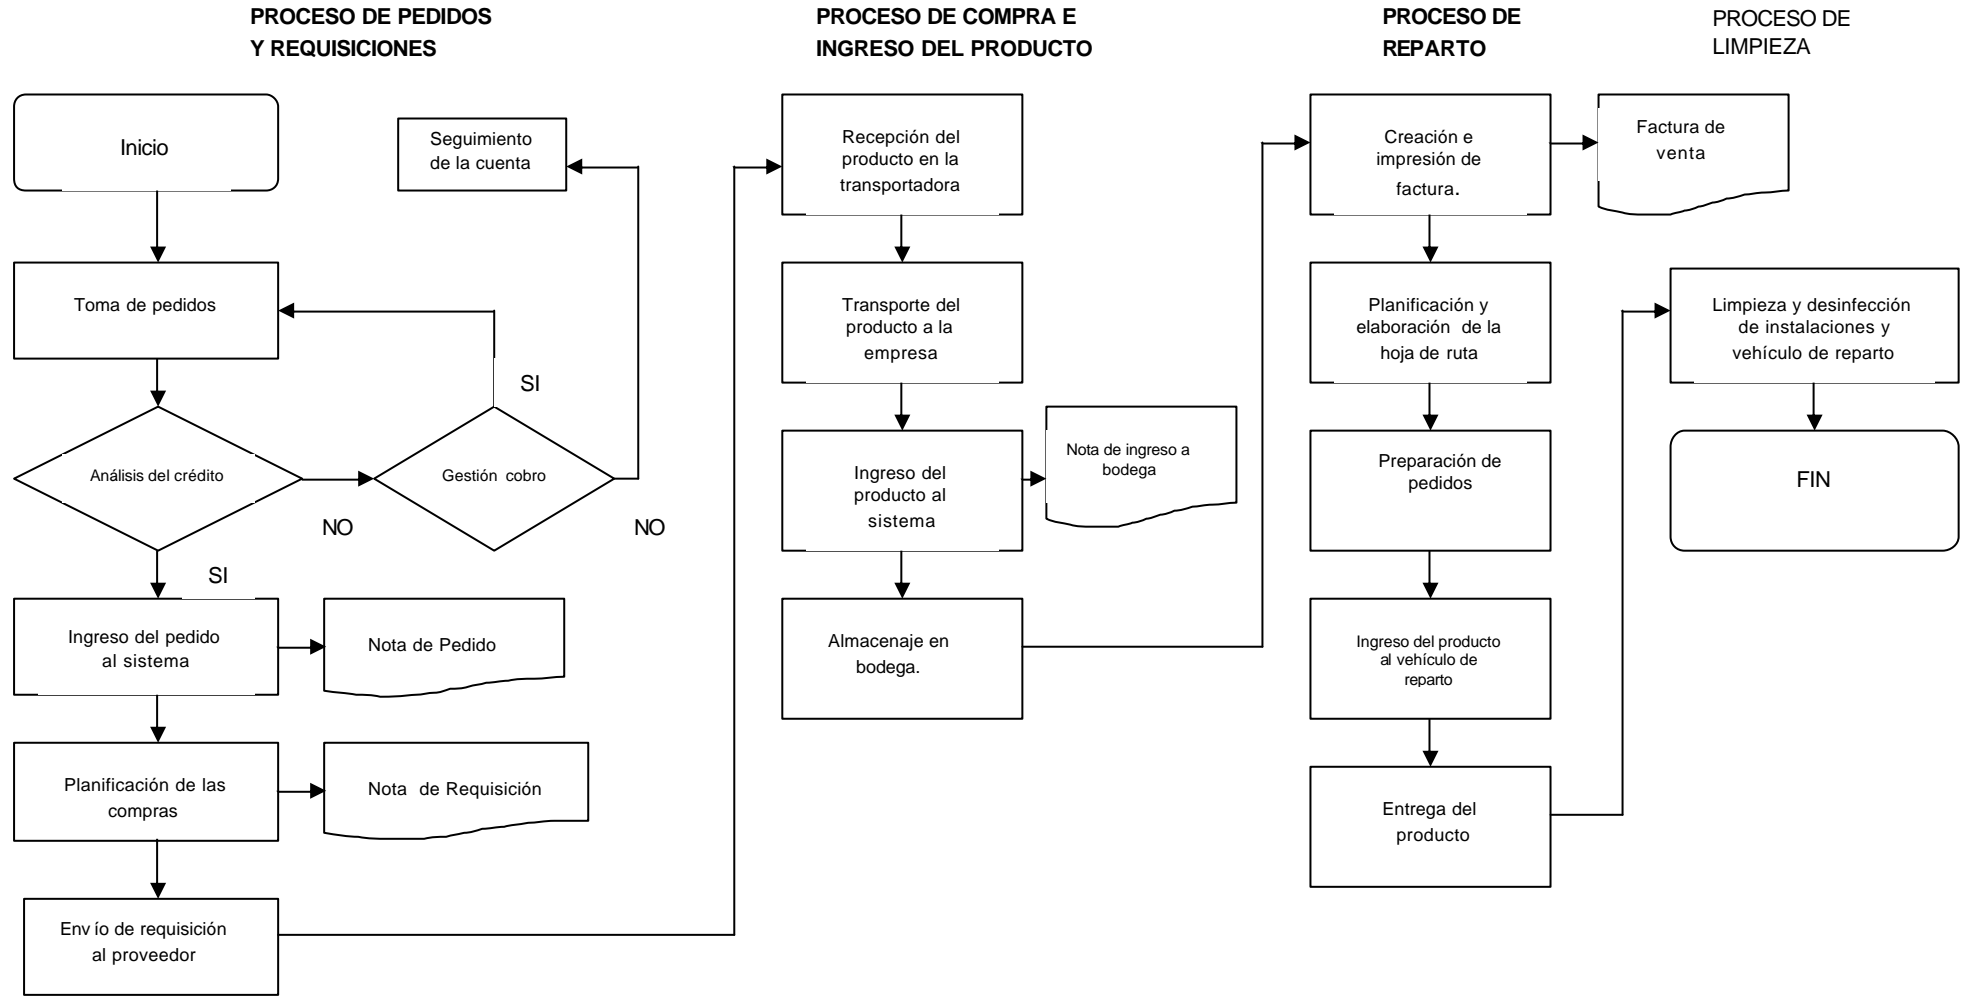 PROCESO DE PEDIDOS
Y REQUISICIONES
PROCESO DE COMPRA E
INGRESO DEL PRODUCTO
PROCESO DE
REPARTO
PROCESO DE
LIMPIEZA
Inicio
Seguimiento
de la cuenta
Toma de pedidos
SI
Análisis del crédito
Gestión cobro
NO
NO
SI
Ingreso del pedido
al sistema
Nota de Pedido
Planificación de las
compras
Nota de Requisición
Env ío de requisición
al proveedor
Recepción del
producto en la
transportadora
Transporte del
producto a la
empresa
Ingreso del
producto al
sistema
Nota de ingreso a
bodega
Almacenaje en
bodega.
Creación e
impresión de
factura.
Factura de
venta
Planificación y
elaboración de la
hoja de ruta
Preparación de
pedidos
Ingreso del producto
al vehículo de
reparto
Entrega del
producto
Limpieza y desinfección
de instalaciones y
vehículo de reparto
FIN